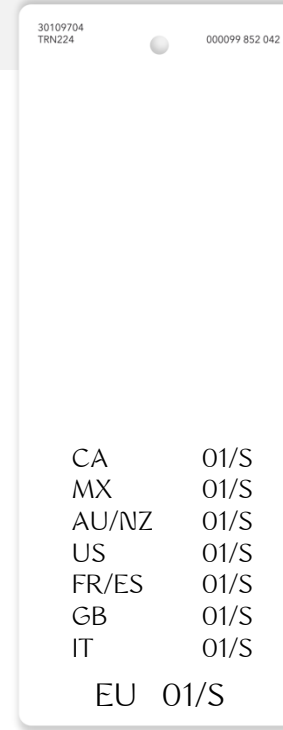 30109704
TRN224
000099 852 042
CA 01/S
MX 01/S
AU/NZ 01/S
US 01/S
FR/ES 01/S
GB 01/S
IT 01/S
EU 01/S